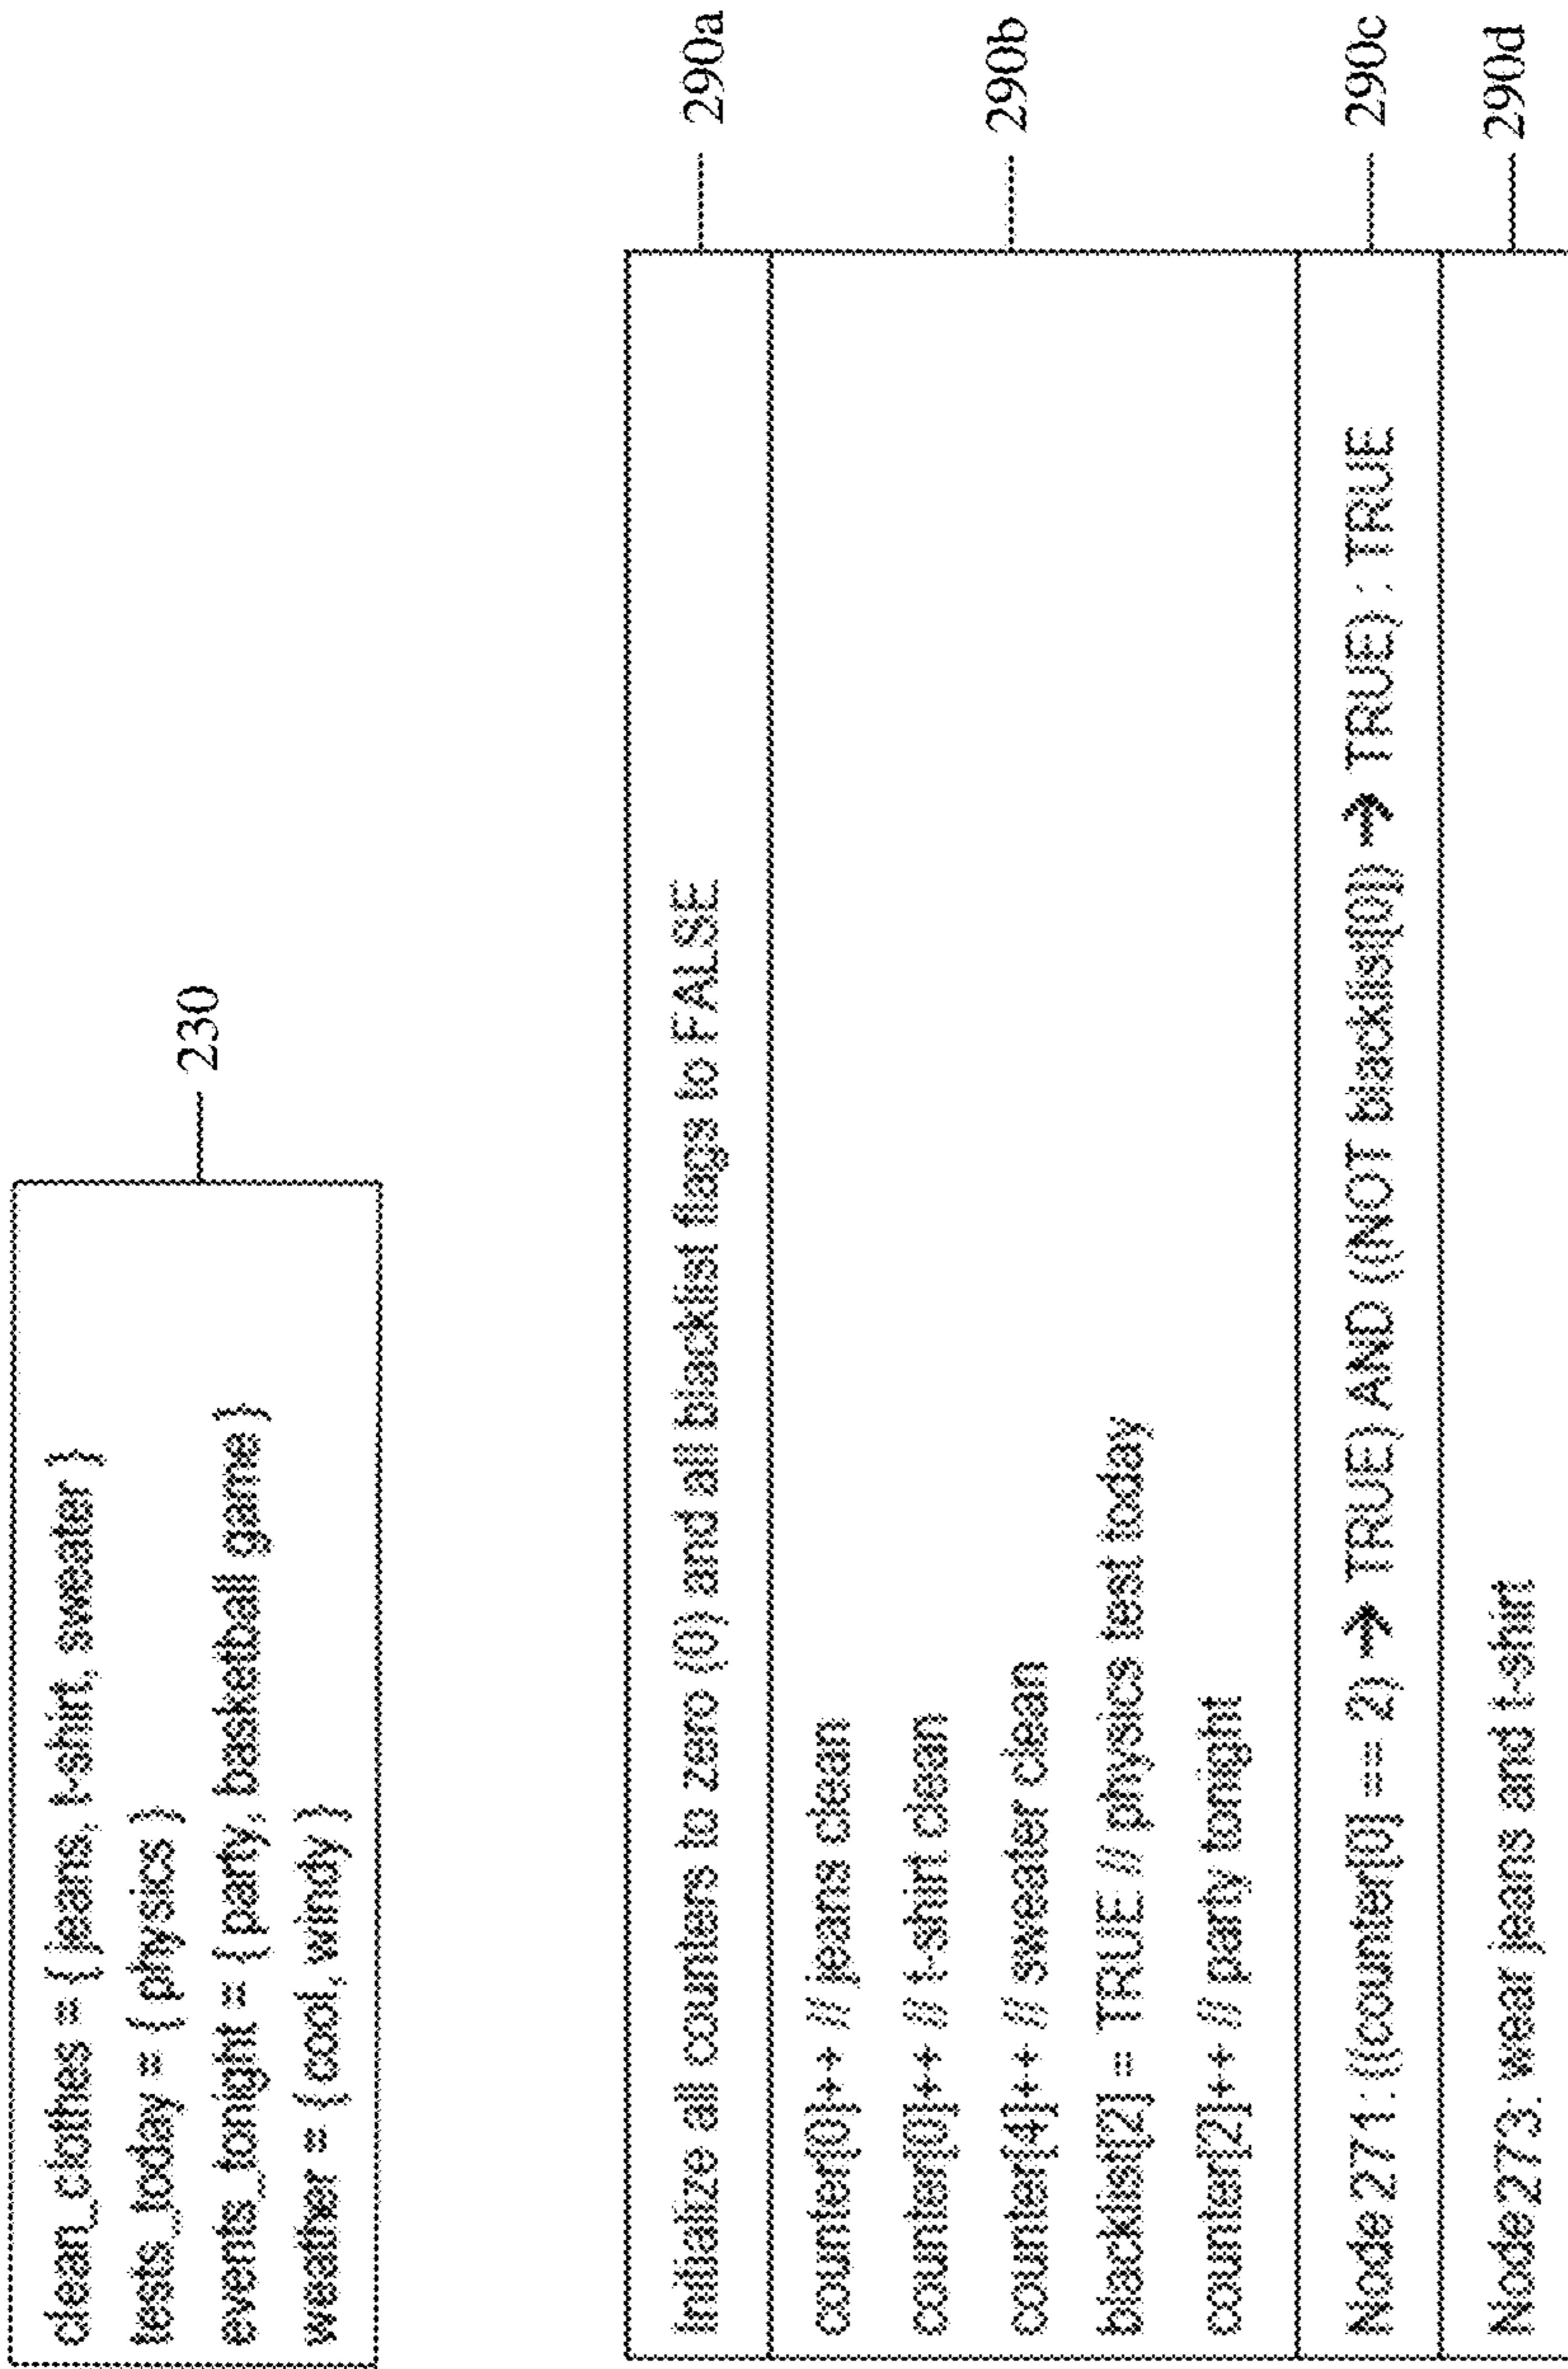 clean_clothes = { jeans, t-shirt, sweater }
tests_today = { physics }
events_tonight = { party, basketball game }
weather = { cool, windy }
230
Initialize all counters to zero (0) and all blacklist flags to FALSE
290a
counter[0]++ // jeans clean
counter[0]++ // t-shirt clean
counter[4]++ // sweater clean
blacklist[2] = TRUE // physics test today
counter[2]++ // party tonight
290b
Node 271: ((counter[0] == 2) → TRUE) AND ((NOT blacklist[0]) → TRUE) : TRUE
290c
Node 273: wear jeans and t-shirt
290d